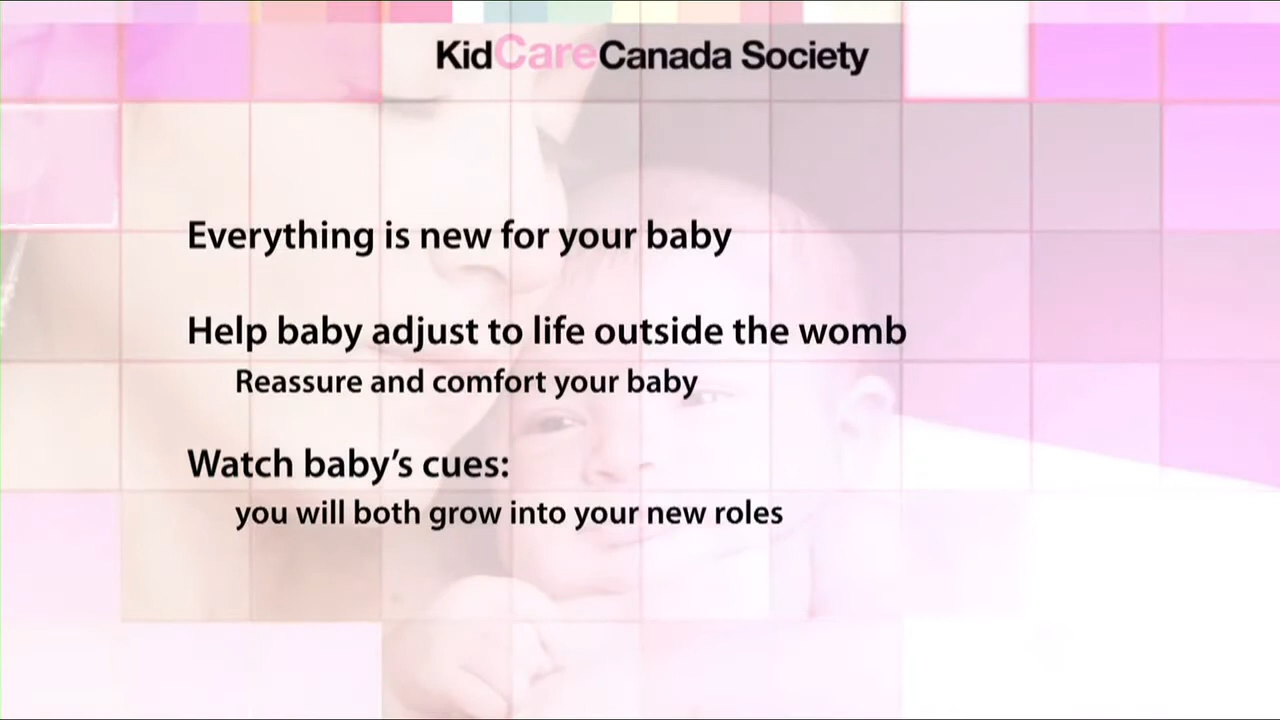 KidCareCanada Society
Everything is new for your baby
Help baby adjust to life outside the womb
Reassure and comfort your baby
Watch baby’s cues:
you will both grow into your new roles